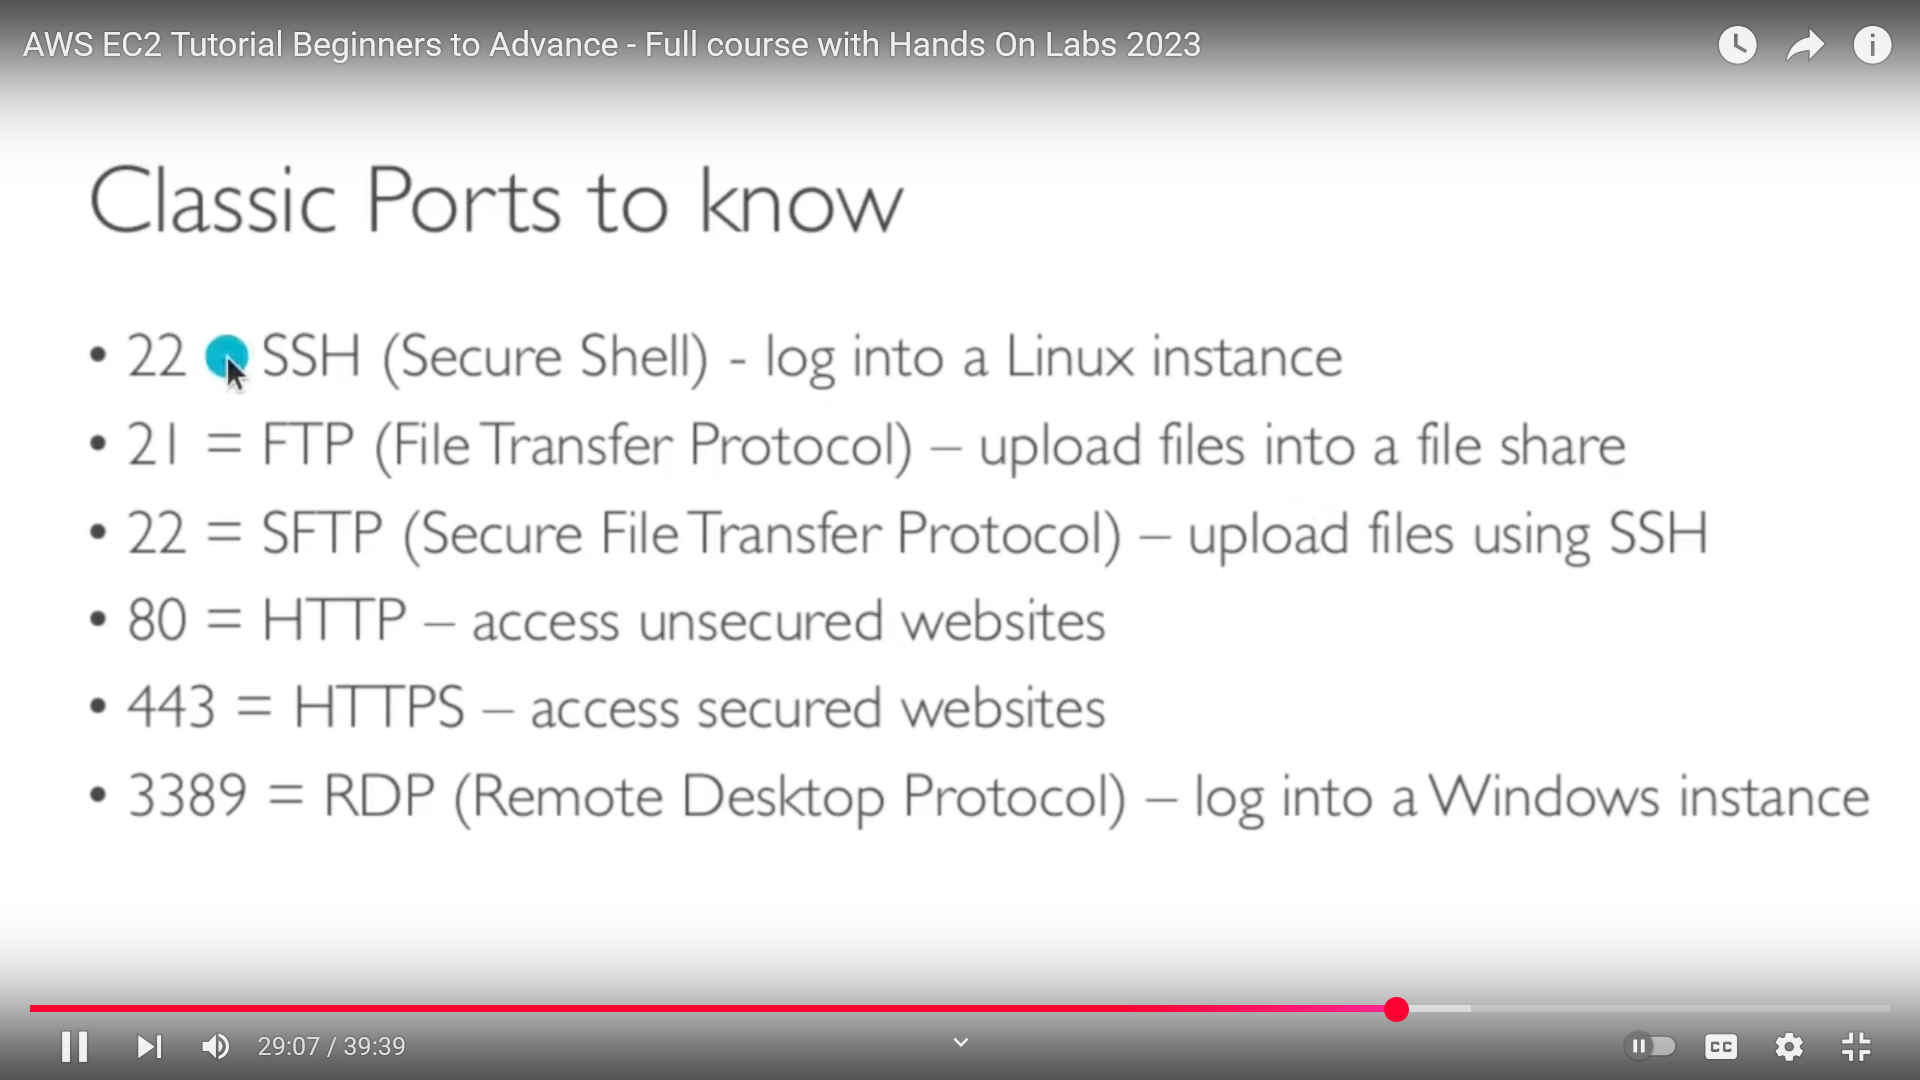 AWS EC2 Tutorial Beginners to Advance - Full course with Hands On Labs 2023
Classic Ports to know
• 22 SSH (Secure Shell) - log into a Linux instance
• 21 = FTP (File Transfer Protocol) – upload files into a file share
• 22 = SFTP (Secure File Transfer Protocol) – upload files using SSH
• 80 = HTTP – access unsecured websites
• 443 = HTTPS – access secured websites
• 3389 = RDP (Remote Desktop Protocol) – log into a Windows instance
29:07 / 39:39
CC